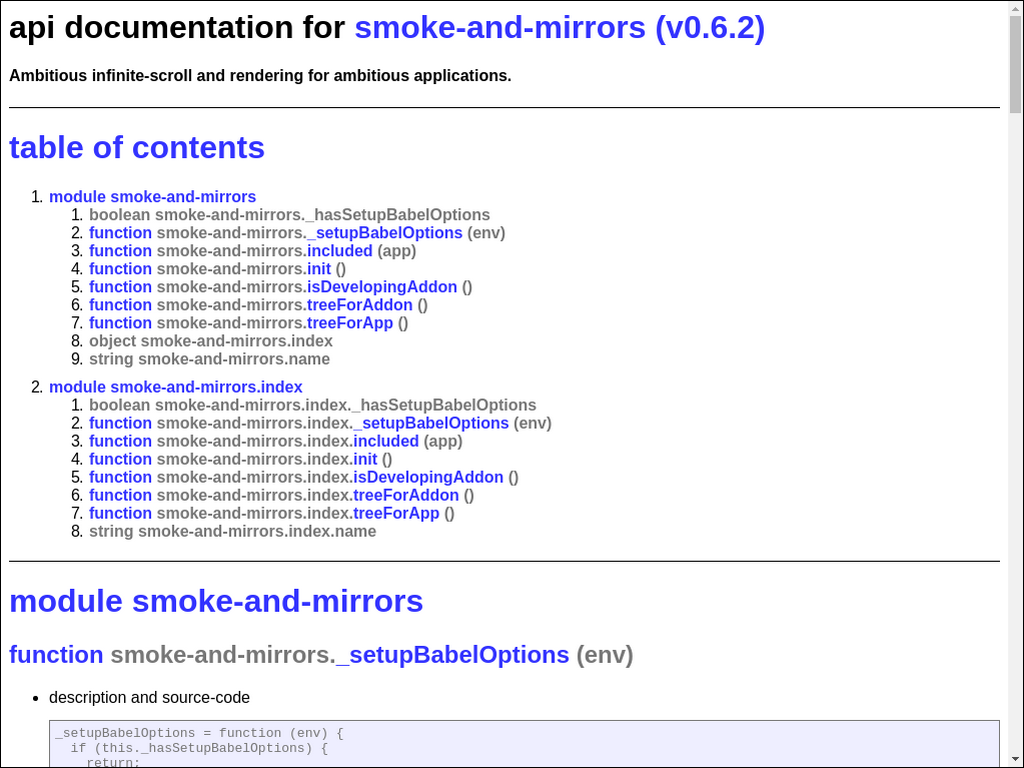 api documentation for smoke-and-mirrors (v0.6.2)
Ambitious infinite-scroll and rendering for ambitious applications.
table of contents
1. module smoke-and-mirrors
1. boolean smoke-and-mirrors._hasSetupBabelOptions
2. function smoke-and-mirrors._setupBabelOptions (env)
3. function smoke-and-mirrors.included (app)
4. function smoke-and-mirrors.init ()
5. function smoke-and-mirrors.isDevelopingAddon ()
6. function smoke-and-mirrors.treeForAddon ()
7. function smoke-and-mirrors.treeForApp ()
8. object smoke-and-mirrors.index
9. string smoke-and-mirrors.name
2. module smoke-and-mirrors.index
1. boolean smoke-and-mirrors.index._hasSetupBabelOptions
2. function smoke-and-mirrors.index._setupBabelOptions (env)
3. function smoke-and-mirrors.index.included (app)
4. function smoke-and-mirrors.index.init ()
5. function smoke-and-mirrors.index.isDevelopingAddon ()
6. function smoke-and-mirrors.index.treeForAddon ()
7. function smoke-and-mirrors.index.treeForApp ()
8. string smoke-and-mirrors.index.name
module smoke-and-mirrors
function smoke-and-mirrors._setupBabelOptions (env)
• description and source-code
_setupBabelOptions = function (env) {
if (this._hasSetupBabelOptions) {
return;